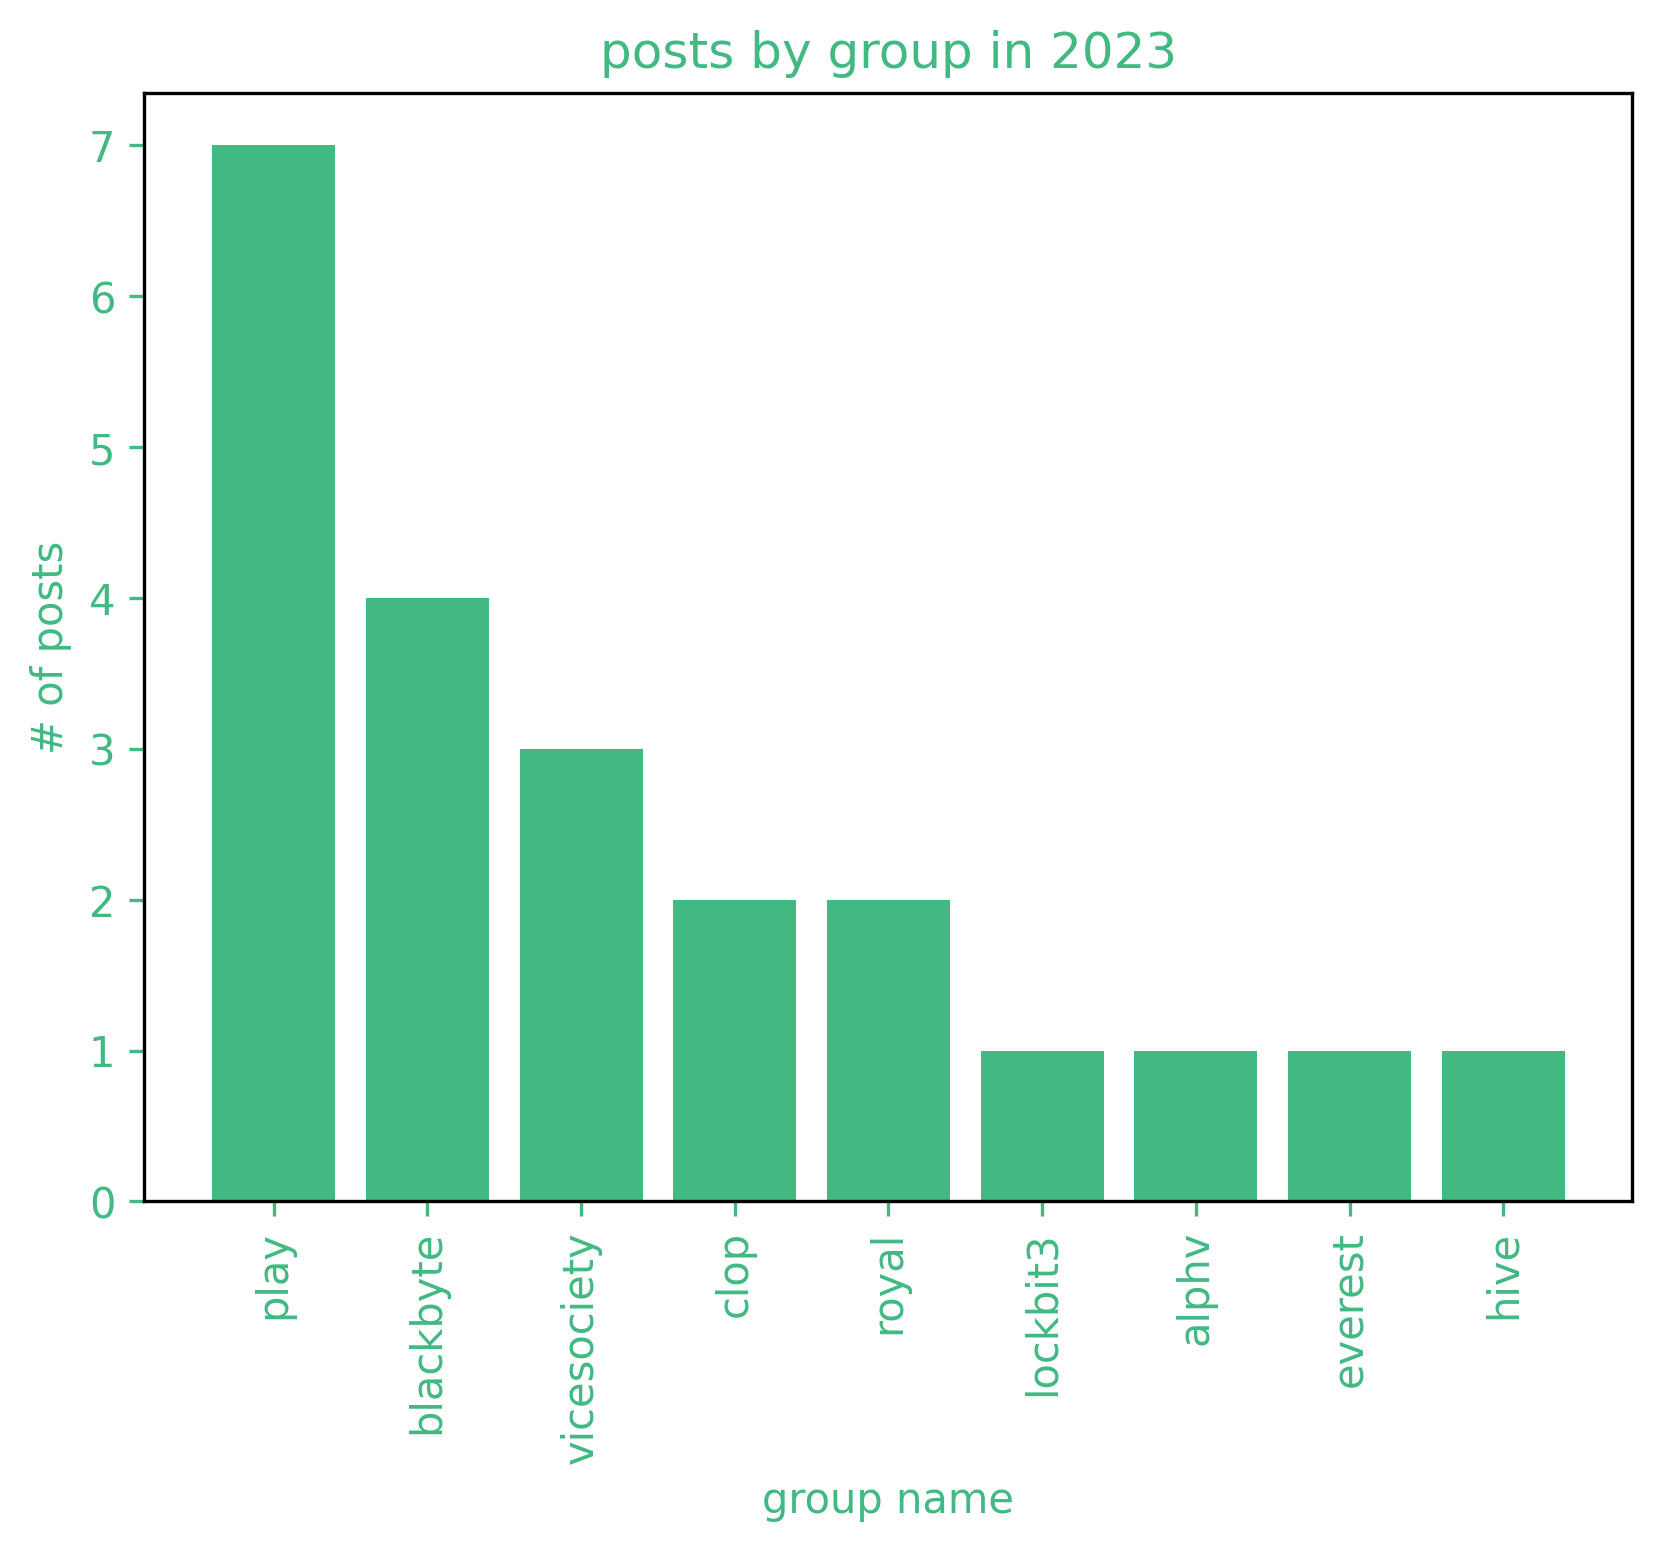 posts by group in 2023
# of posts
7
6
5
4
3
2
1
0
play
blackbyte
vicesociety
clop
royal
lockbit3
alphv
everest
hive
group name